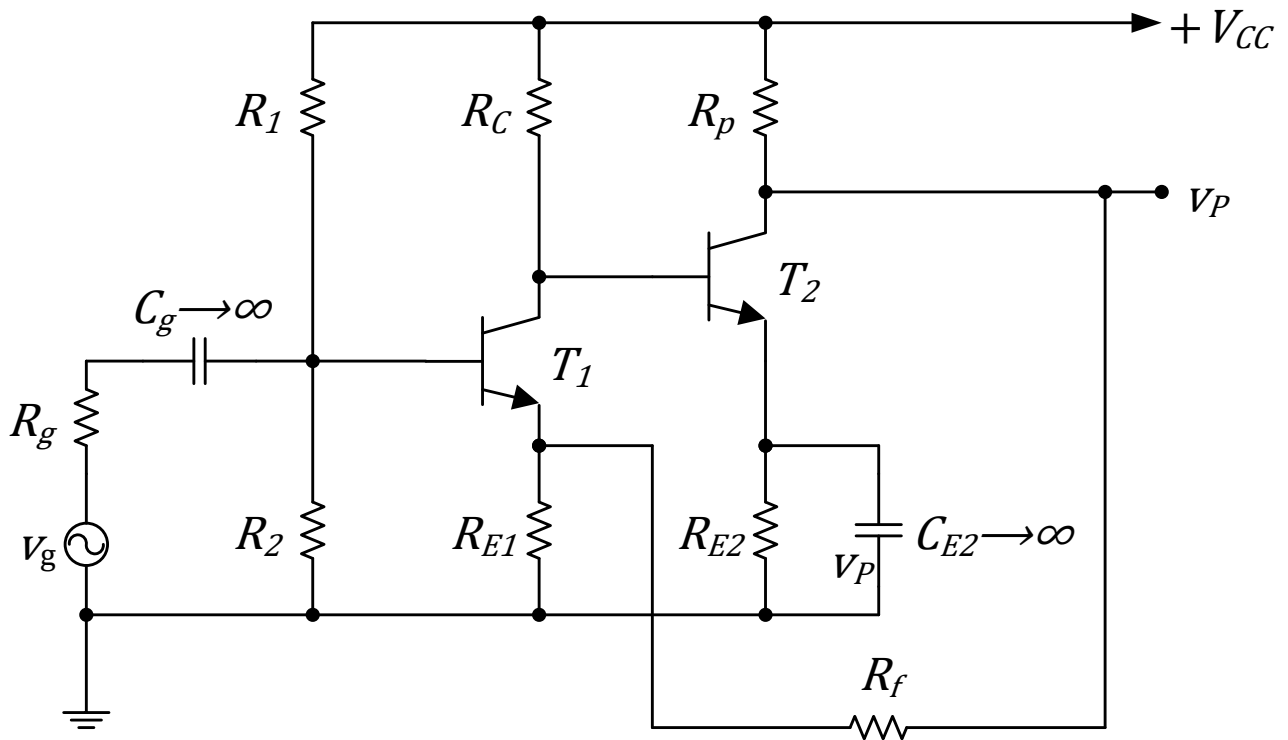 + V_CC
R_1
R_C
R_p
v_P
T_2
C_g→∞
T_1
R_g
v_g
R_2
R_E1
R_E2
C_E2→∞
v_P
R_f